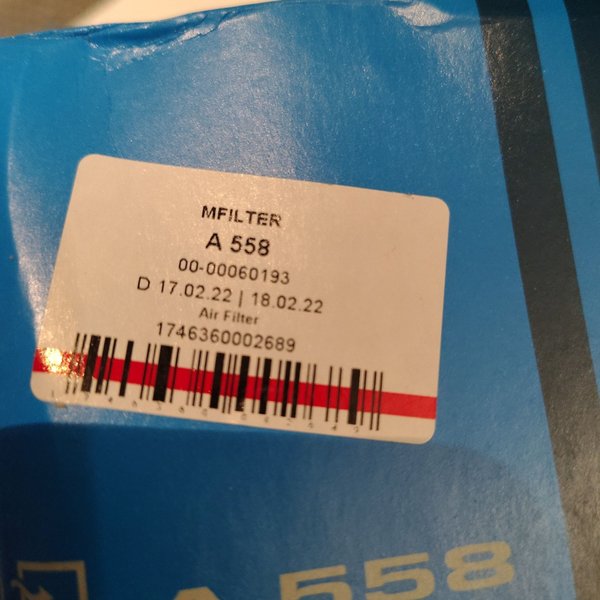 MFILTER
A 558
00-00060193
D 17.02.22 | 18.02.22
Air Filter
1746360002689
A 558